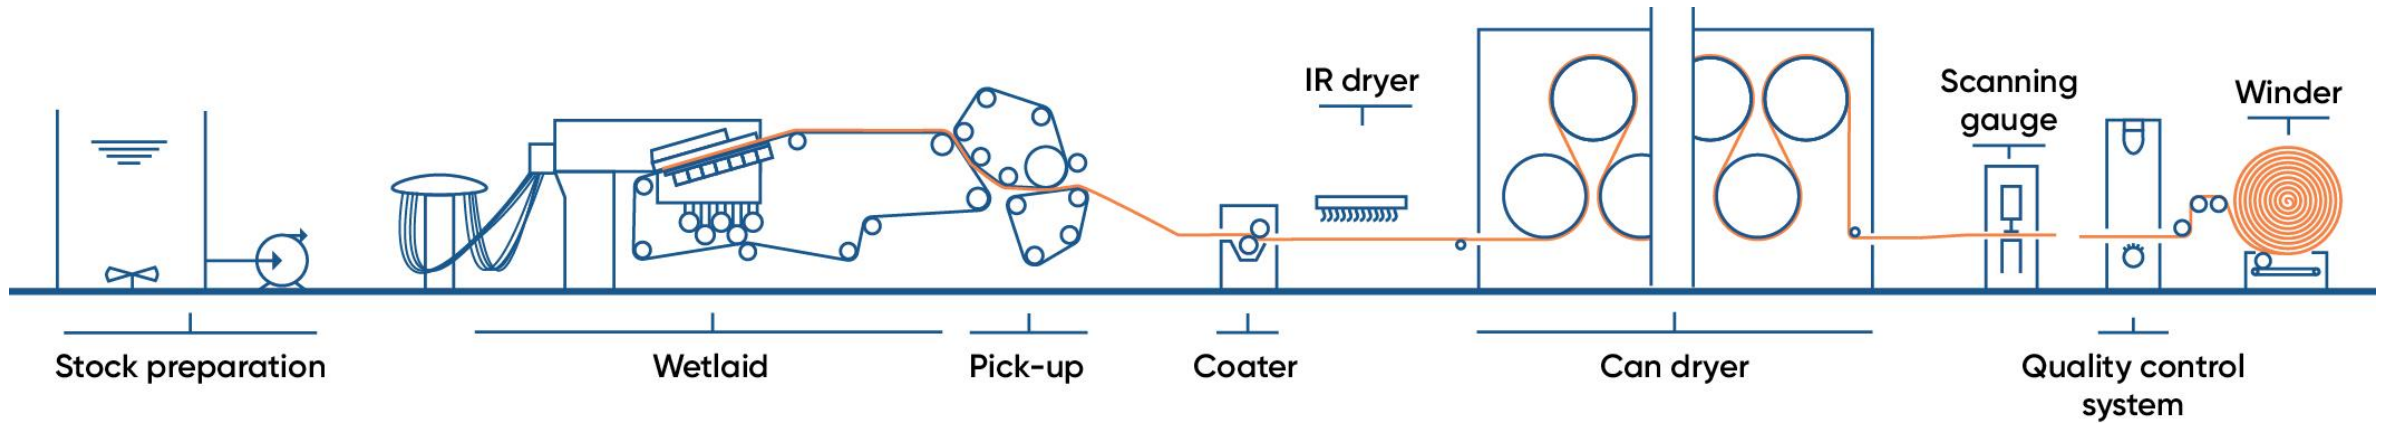 IR dryer
Scanning
gauge
Winder
Stock preparation
Wetlaid
Pick-up
Coater
Can dryer
Quality control
system